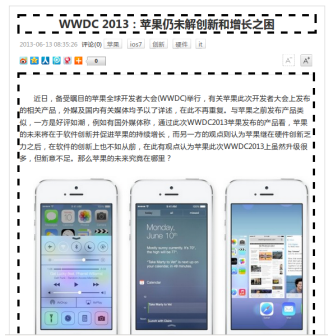 WWDC 2013：苹果仍未解创新和增长之困
2013-06-13 08:35:26 评论(0) 苹果 ios7 创新 硬件 it
0 A- A+
近日，备受瞩目的苹果全球开发者大会(WWDC)举行，有关苹果此次开发者大会上发布
的相关产品，外媒及国内有关媒体均予以了详述，在此不再重复。与苹果之前发布产品类
似，一方是好评如潮，例如有国外媒体称，通过此次WWDC2013苹果发布的产品看，苹果
的未来将在于软件创新并促进苹果的持续增长，而另一方的观点则认为苹果继在硬件创新乏
力之后，在软件的创新上也不如从前，在此有观点认为苹果此次WWDC2013上虽然升级很
多，但新意不足。那么苹果的未来究竟在哪里？
Monday,
June 10th
Calendar